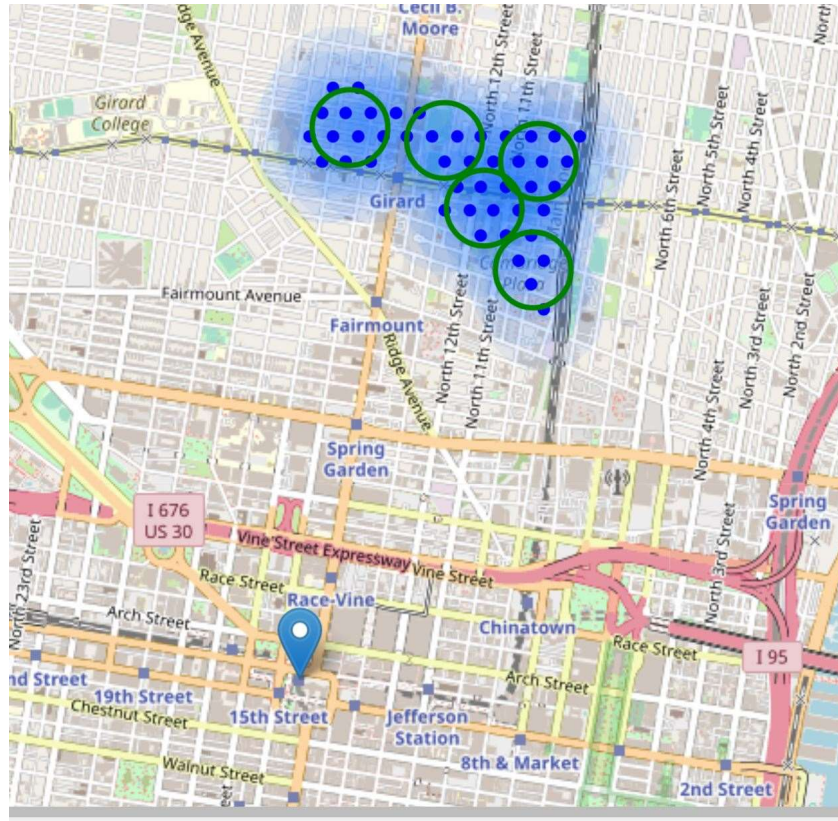 Cecil B.
Moore
dge Avenue
North 12th Street
North 11th Street
North
Girard
College
North 5th Street
North 4th Street
North 6th Street
Girard
Fairmount Avenue
Fairmount
Ridge Avenue
North 12th Street
North 11th Street
North 3rd Street
North 2nd Street
North 4th Street
Spring
Garden
Spring
Garden
I 676
US 30
Vine Street Expressway
Vine Street
North 23rd Street
Race Street
Race-Vine
North 3rd Street
Arch Street
Chinatown
Race Street
I 95
nd Street
19th Street
Arch Street
15th Street
Chestnut Street
Jefferson
Station
8th & Market
Walnut Street
2nd Street
eet